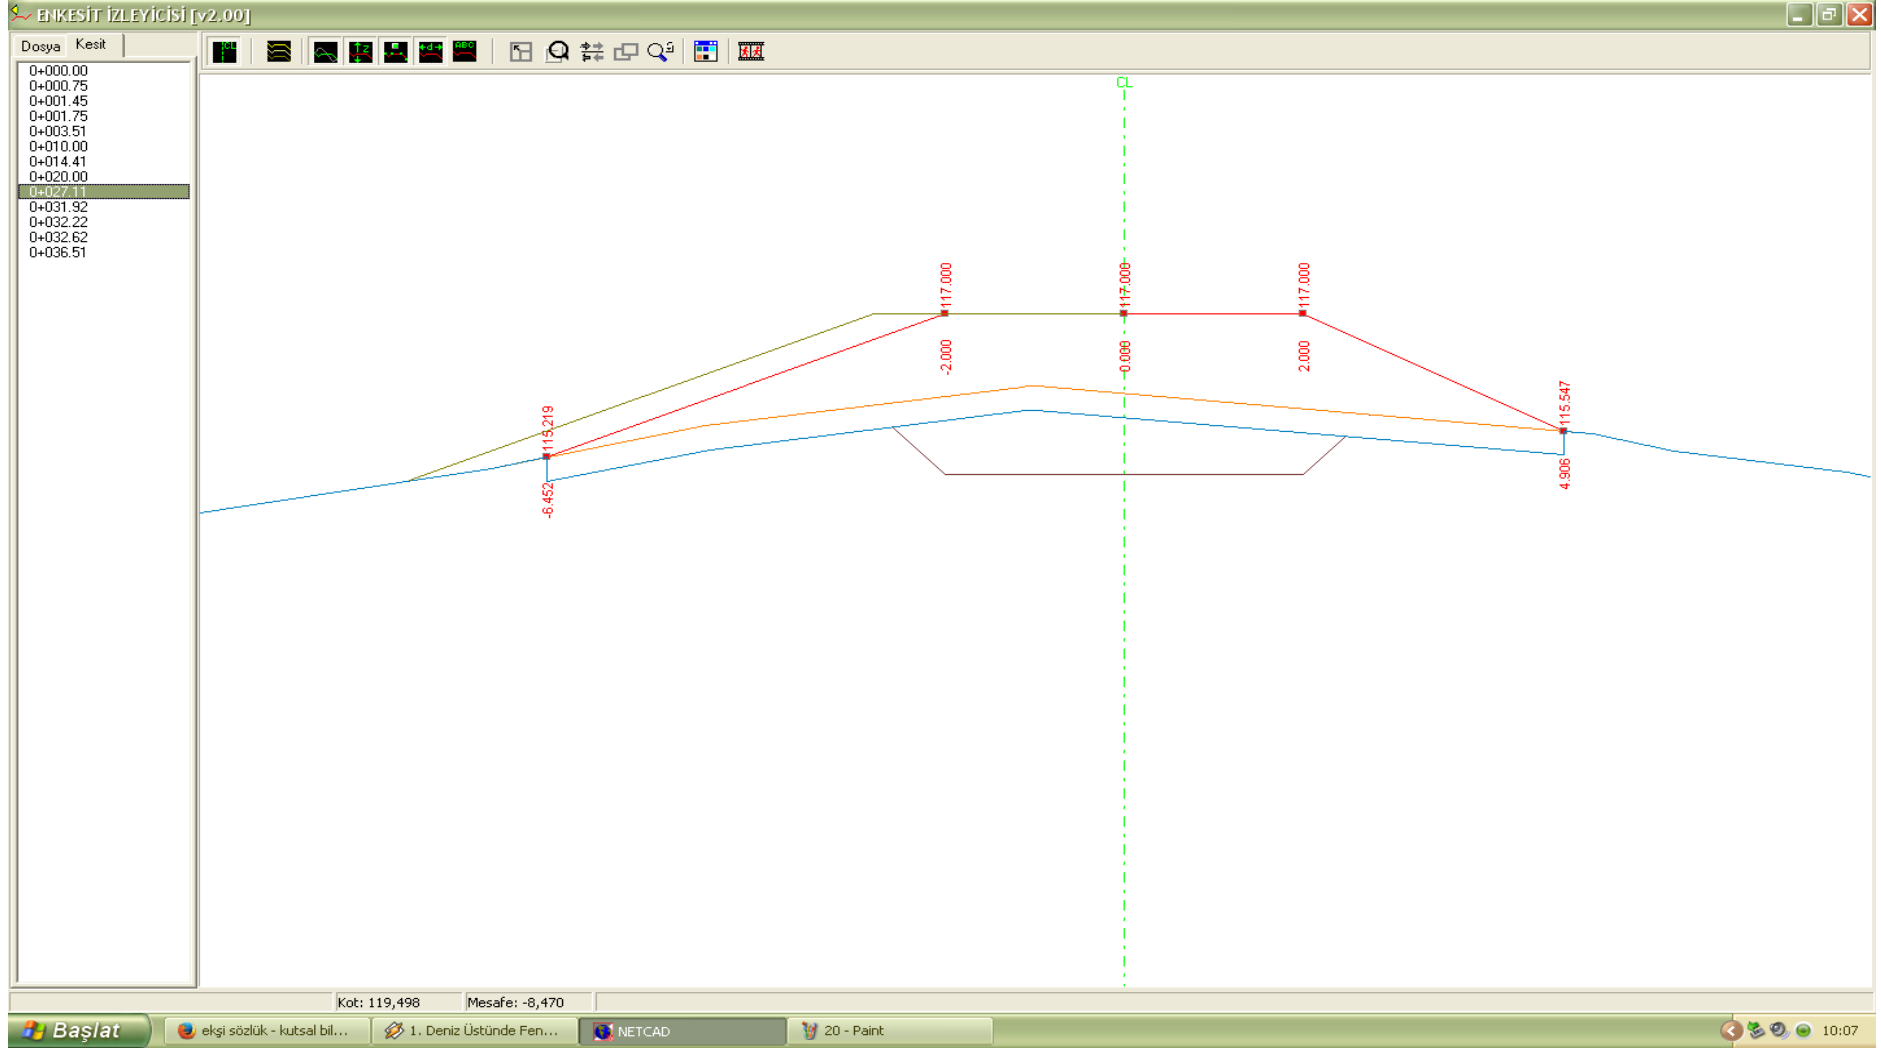 ENKESİT İZLEYİCİSİ [v2.00]
Dosya
Kesit
0+000.00
0+000.75
0+001.45
0+001.75
0+003.51
0+010.00
0+014.41
0+020.00
0+027.11
0+031.92
0+032.22
0+032.62
0+036.51
CL
Z
d
ABC
CL
117.000
117.000
117.000
-2.000
0.000
2.000
115.219
115.547
-6.452
4.906
Kot: 119,498
Mesafe: -8,470
Başlat
ekşi sözlük - kutsal bil...
1. Deniz Üstünde Fen...
NETCAD
20 - Paint
10:07